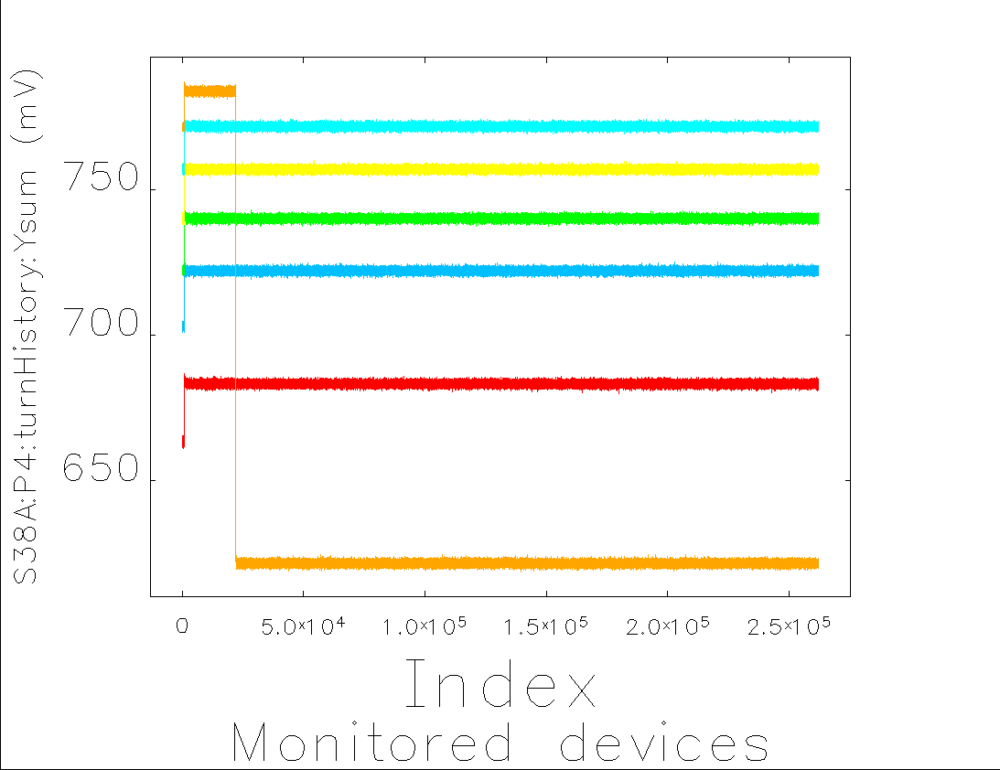 S38A:P4:turnHistory:Ysum (mV)
750
700
650
0 5.0×10⁴ 1.0×10⁵ 1.5×10⁵ 2.0×10⁵ 2.5×10⁵
Index
Monitored devices